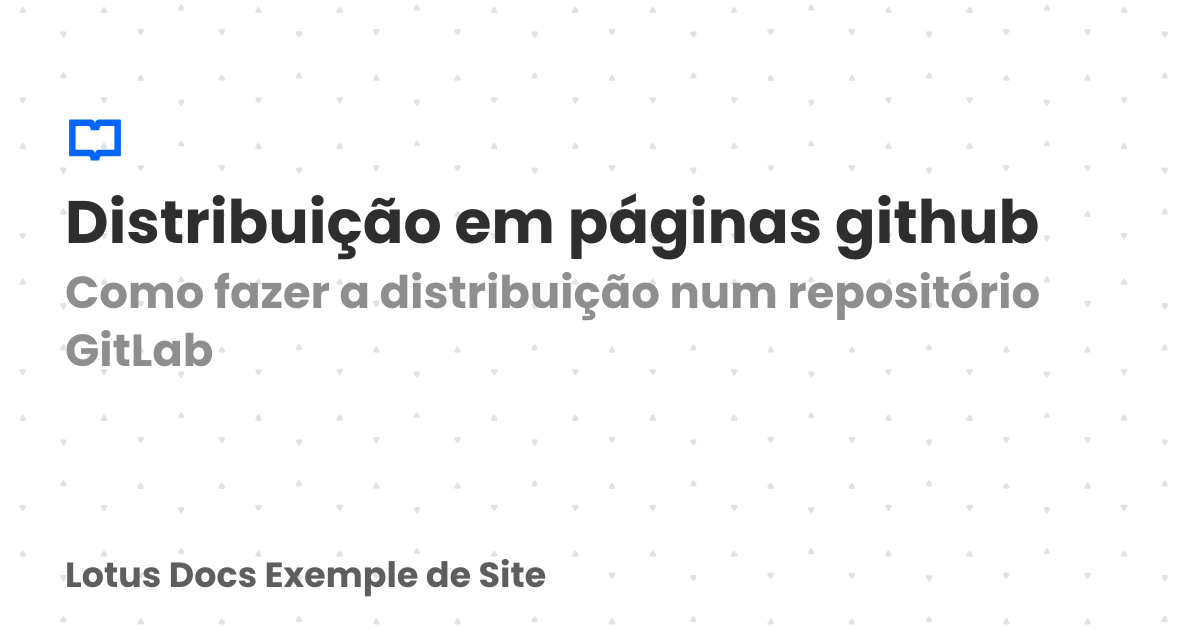 Distribuição em páginas github
Como fazer a distribuição num repositório
GitLab
Lotus Docs Exemple de Site